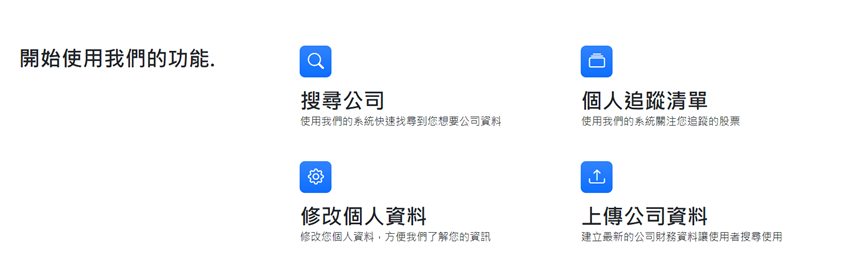 開始使用我們的功能.
搜尋公司
使用我們的系統快速找尋到您想要公司資料
個人追蹤清單
使用我們的系統關注您追蹤的股票
修改個人資料
修改您個人資料，方便我們了解您的資訊
上傳公司資料
建立最新的公司財務資料讓使用者搜尋使用